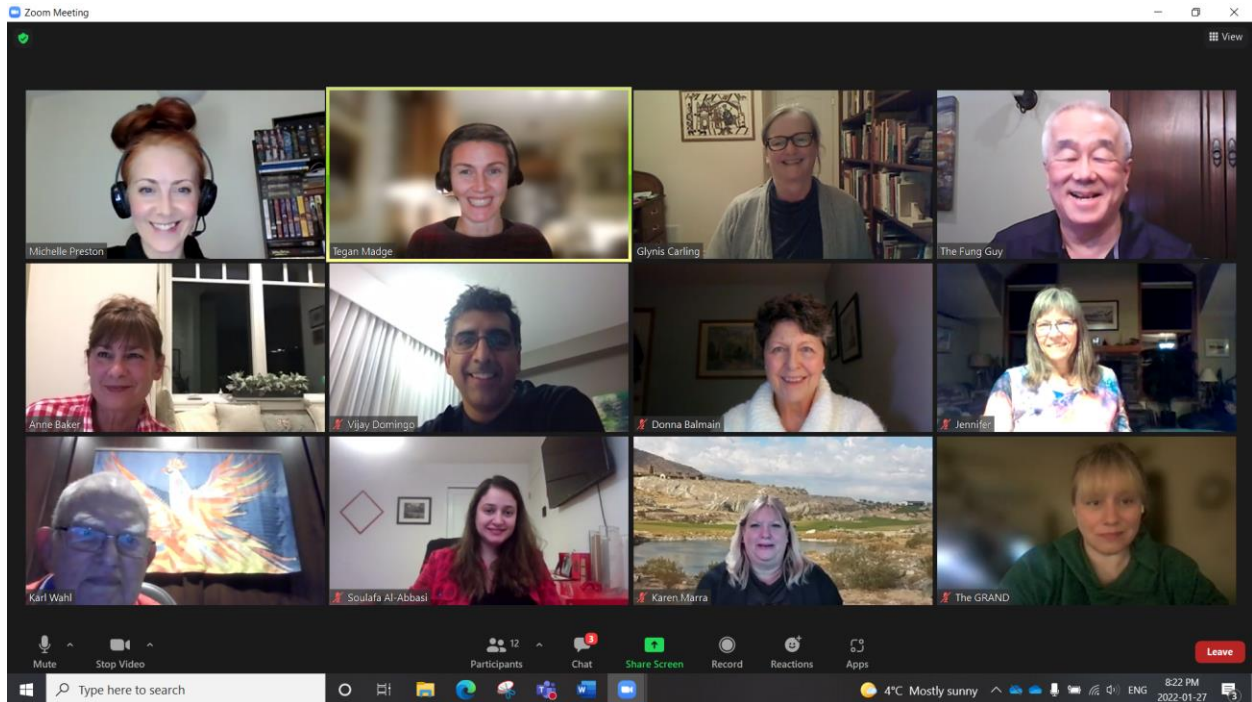 Zoom Meeting
View
Michelle Preston
Tegan Madge
Glynis Carling
The Fung Guy
Anne Baker
Vijay Domingo
Donna Balmain
Jennifer
Karl Wahl
Soulafa Al-Abbasi
Karen Marra
The GRAND
12
3
Mute
Stop Video
Participants
Chat
Share Screen
Record
Reactions
Apps
Leave
Type here to search
4°C Mostly sunny
ENG
8:22 PM
2022-01-27
3